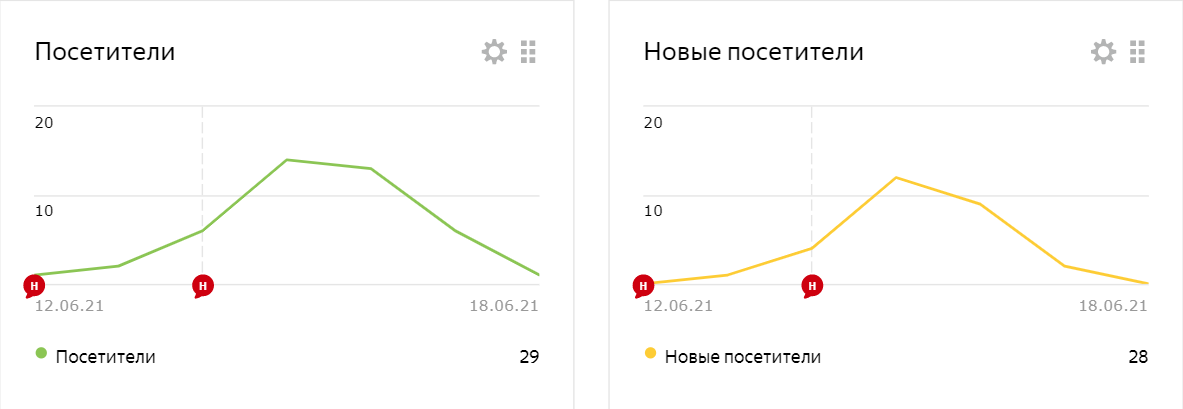 Посетители
20
10
н н
12.06.21 18.06.21
Посетители 29
Новые посетители
20
10
н н
12.06.21 18.06.21
Новые посетители 28